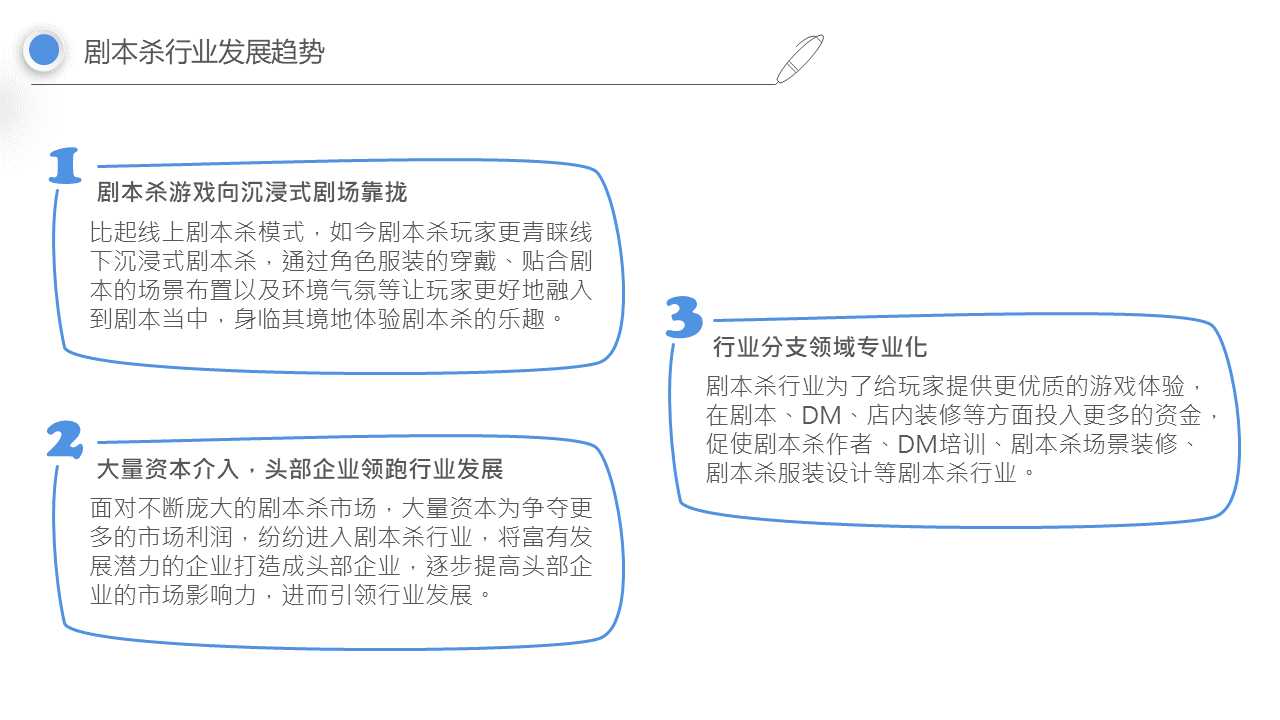 剧本杀行业发展趋势
1
剧本杀游戏向沉浸式剧场靠拢
比起线上剧本杀模式，如今剧本杀玩家更青睐线
下沉浸式剧本杀，通过角色服装的穿戴、贴合剧
本的场景布置以及环境气氛等让玩家更好地融入
到剧本当中，身临其境地体验剧本杀的乐趣。
2
大量资本介入，头部企业领跑行业发展
面对不断庞大的剧本杀市场，大量资本为争夺更
多的市场利润，纷纷进入剧本杀行业，将富有发
展潜力的企业打造成头部企业，逐步提高头部企
业的市场影响力，进而引领行业发展。
3
行业分支领域专业化
剧本杀行业为了给玩家提供更优质的游戏体验，
在剧本、DM、店内装修等方面投入更多的资金，
促使剧本杀作者、DM培训、剧本杀场景装修、
剧本杀服装设计等剧本杀行业。